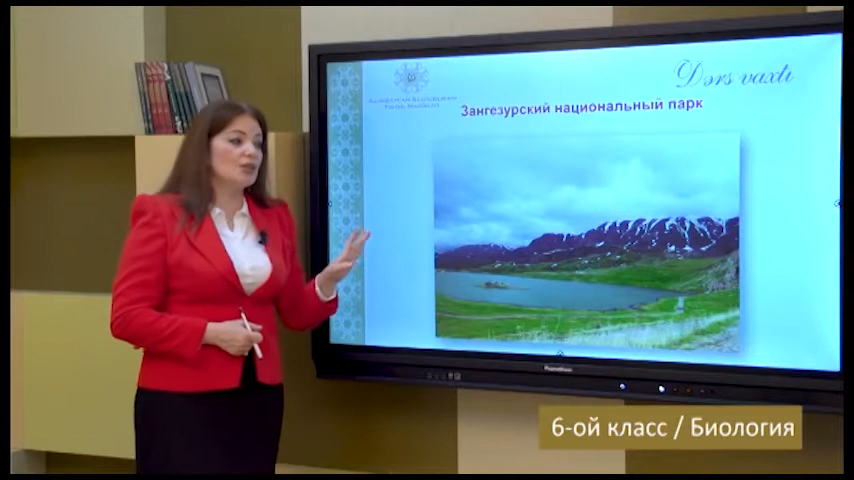 Dərs vaxtı
Зангезурский национальный парк
6-ой класс / Биология